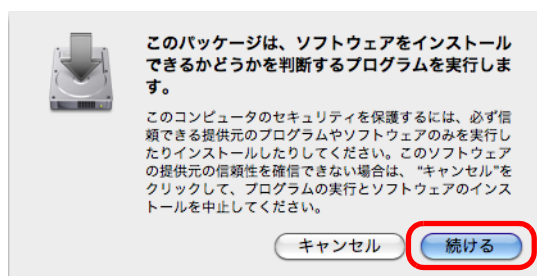 このパッケージは、ソフトウェアをインストール
できるかどうかを判断するプログラムを実行しま
す。
このコンピュータのセキュリティを保護するには、必ず信
頼できる提供元のプログラムやソフトウェアのみを実行し
たりインストールしたりしてください。このソフトウェア
の提供元の信頼性を確信できない場合は、 “キャンセル”を
クリックして、プログラムの実行とソフトウェアのインス
トールを中止してください。
キャンセル 続ける